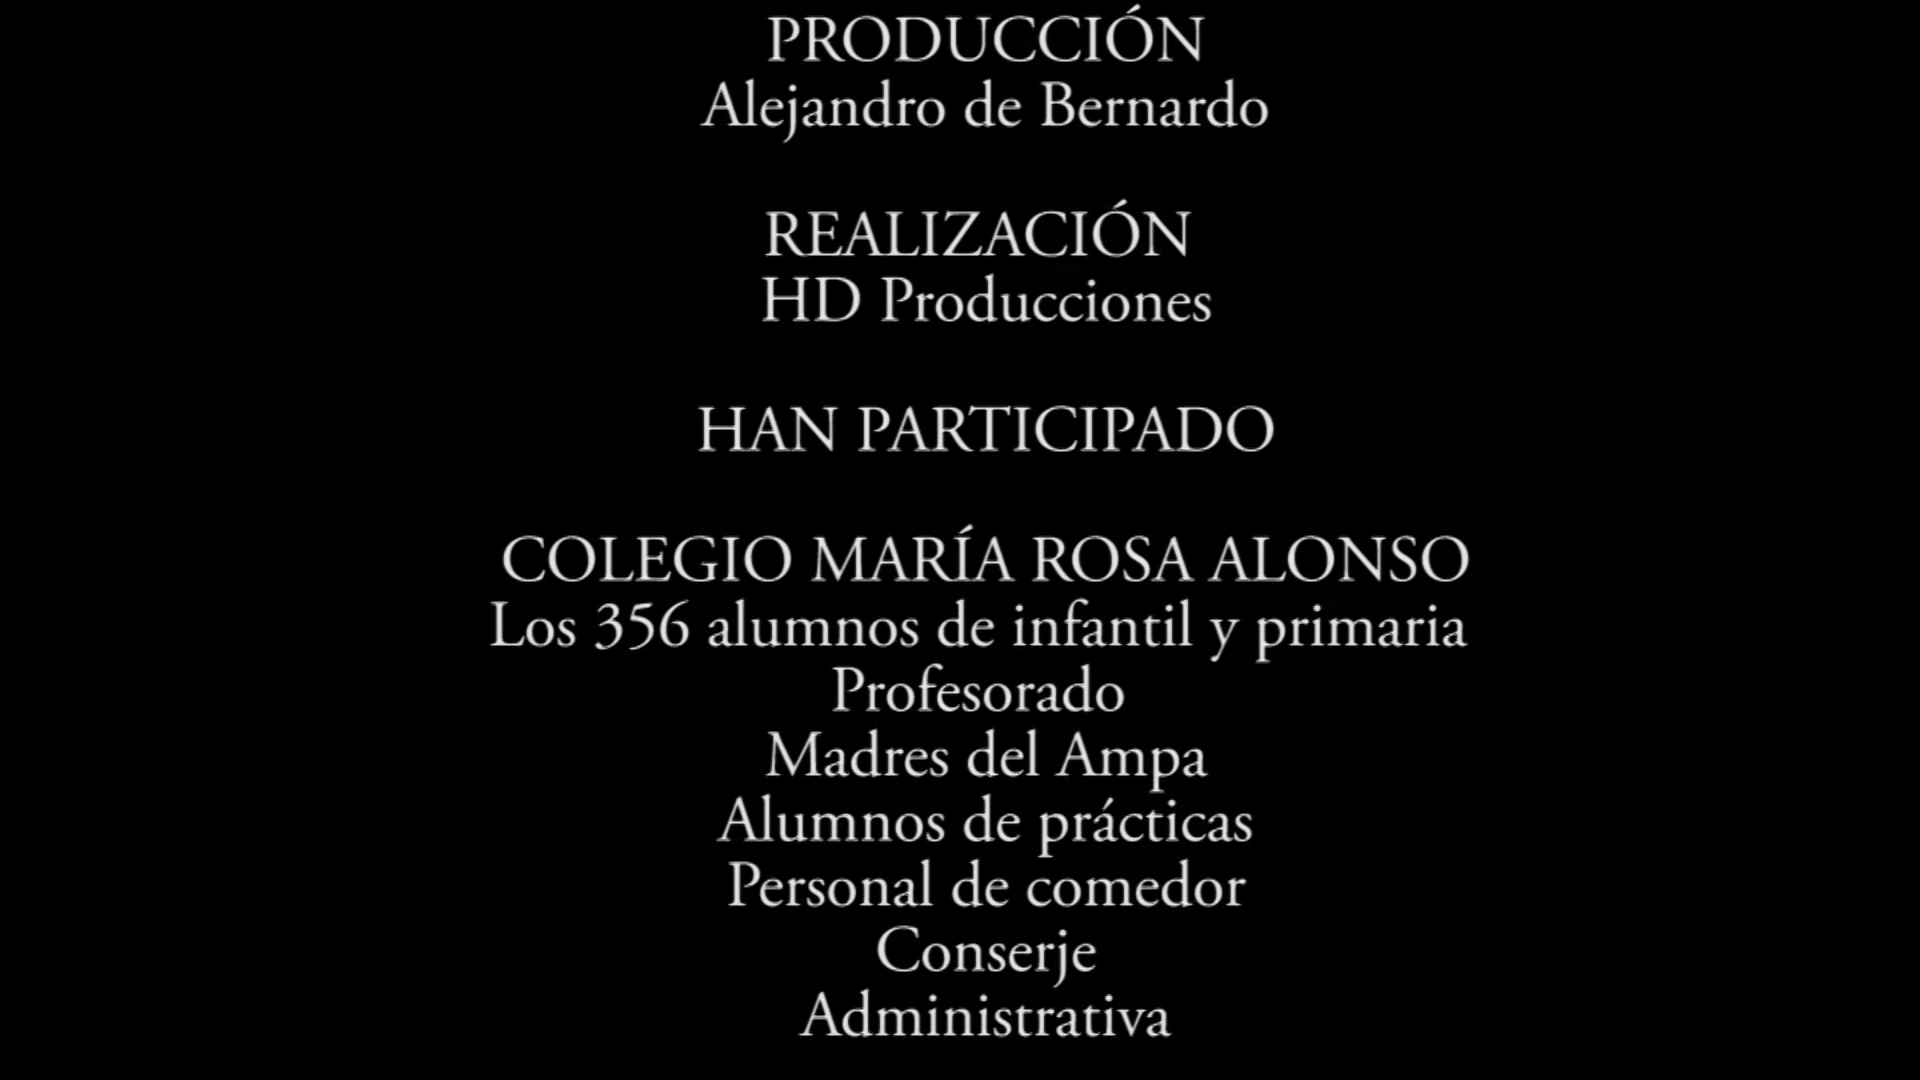 PRODUCCIÓN
Alejandro de Bernardo
REALIZACIÓN
HD Producciones
HAN PARTICIPADO
COLEGIO MARÍA ROSA ALONSO
Los 356 alumnos de infantil y primaria
Profesorado
Madres del Ampa
Alumnos de prácticas
Personal de comedor
Conserje
Administrativa